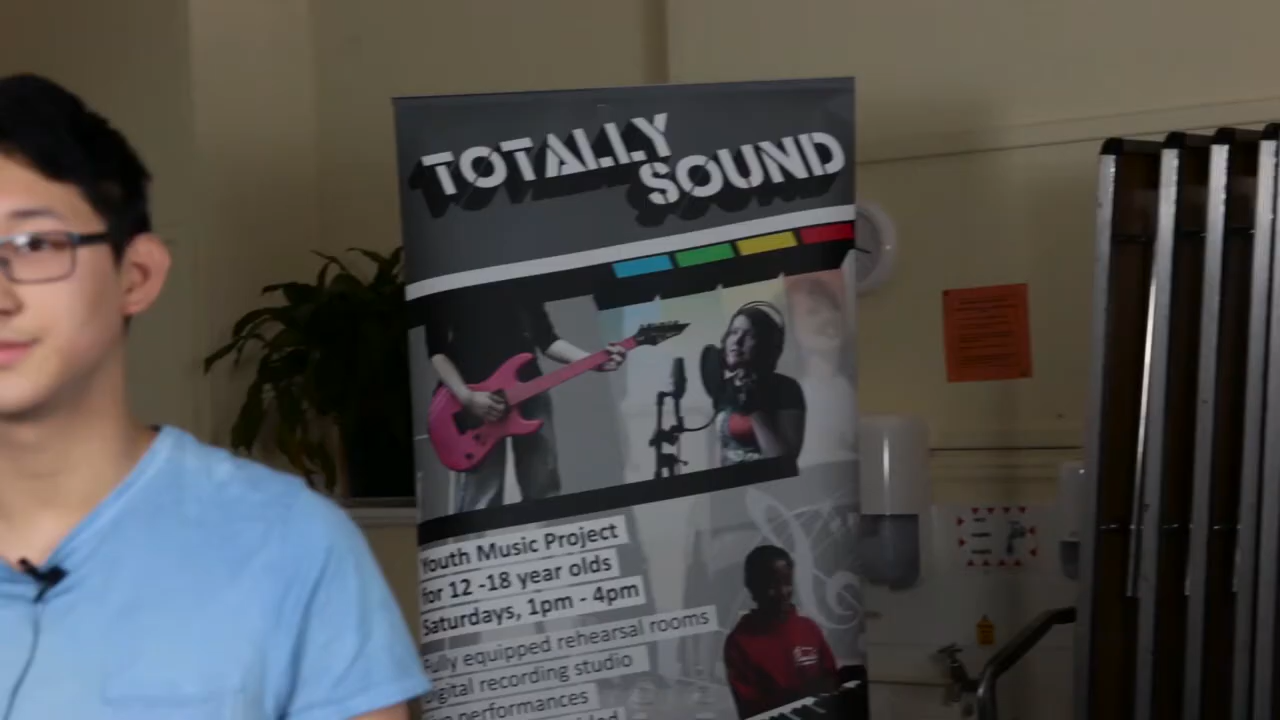 TOTALLY
SOUND
Youth Music Project
for 12 -18 year olds
Saturdays, 1pm - 4pm
Fully equipped rehearsal rooms
Digital recording studio
performances